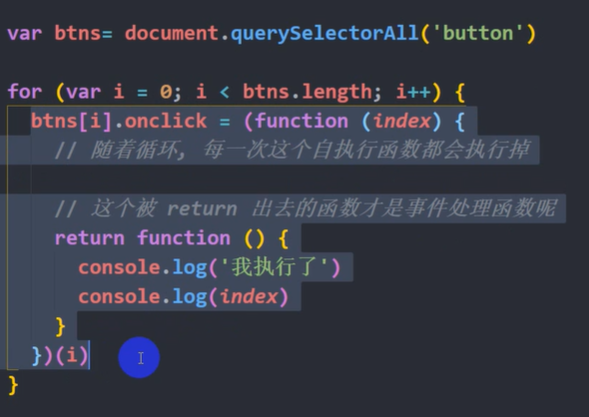 var btns= document.querySelectorAll('button')
for (var i = 0; i < btns.length; i++) {
btns[i].onclick = (function (index) {
// 随着循环, 每一次这个自执行函数都会执行掉
// 这个被 return 出去的函数才是事件处理函数呢
return function () {
console.log('我执行了')
console.log(index)
}
})(i)
}